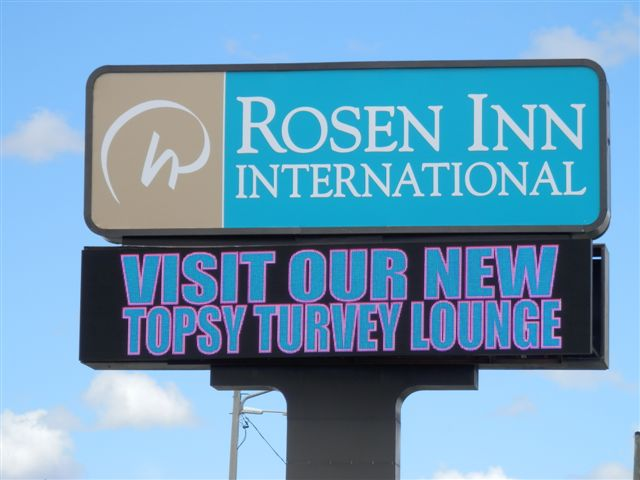 ROSEN INN
INTERNATIONAL
VISIT OUR NEW
TOPSY TURVEY LOUNGE